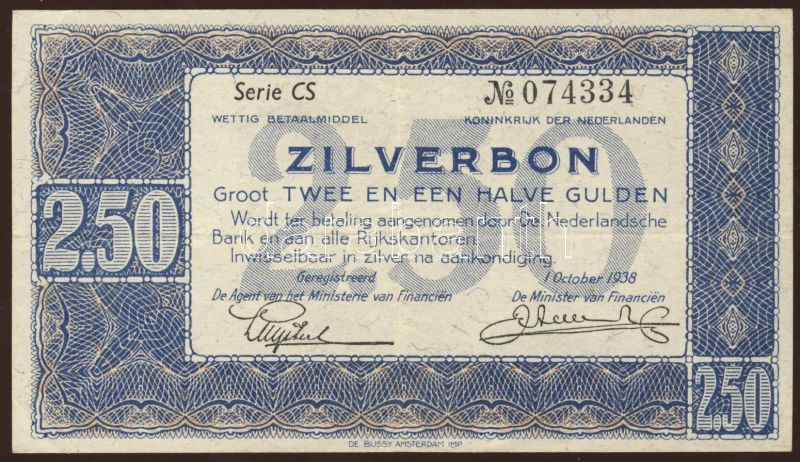 Serie CS № 074334
WETTIG BETAALMIDDEL KONINKRIJK DER NEDERLANDEN
2.50
ZILVERBON
Groot TWEE EN EEN HALVE GULDEN
2.50
Wordt ter betaling aangenomen door De Nederlandsche
Bank en aan alle Rijkskantoren.
Inwisselbaar in zilver na aankondiging.
Geregistreerd 1 October 1938
De Agent van het Ministerie van Financiën De Minister van Financiën
2.50
DE BUSSY AMSTERDAM IMP.